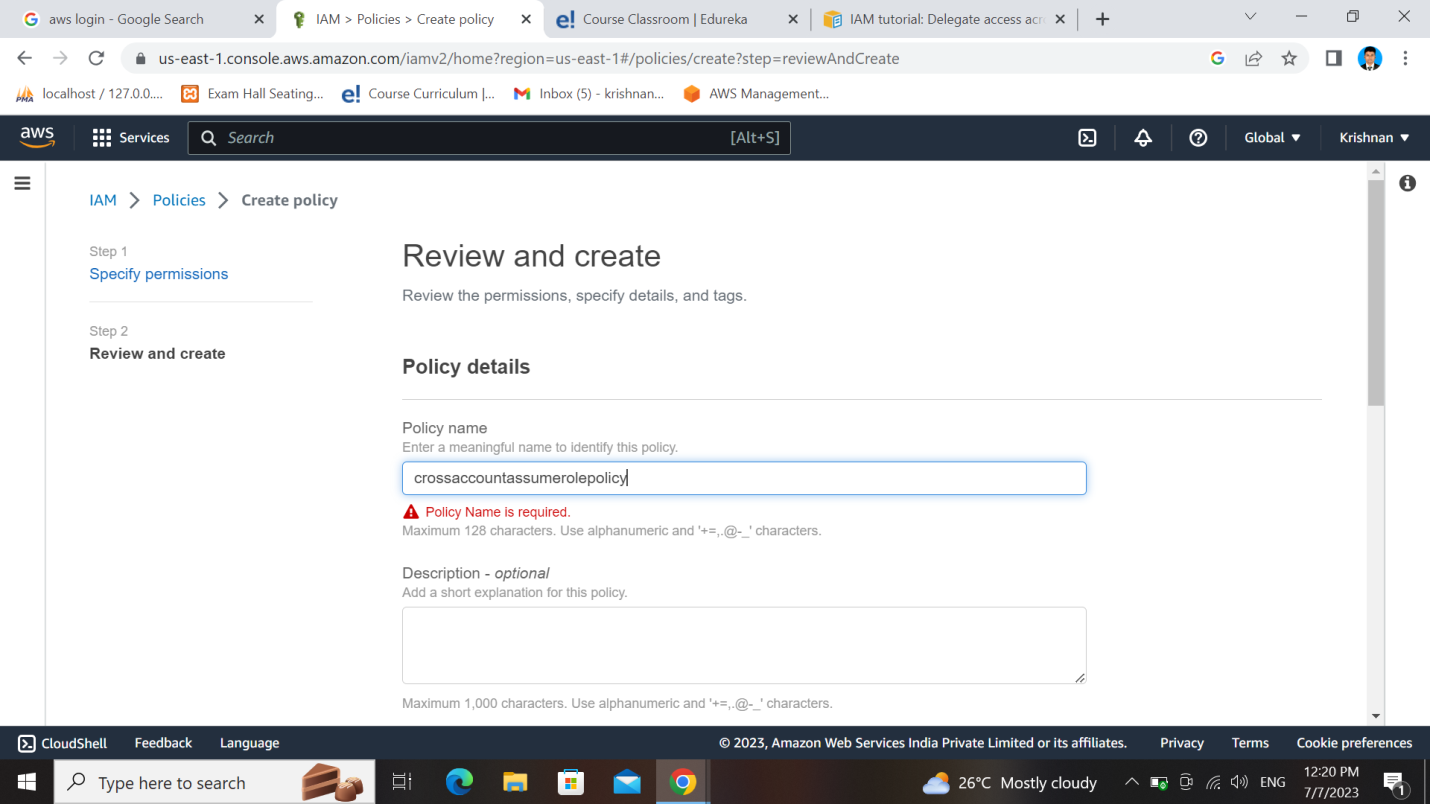 aws login - Google Search
IAM > Policies > Create policy
e! Course Classroom | Edureka
IAM tutorial: Delegate access acr
us-east-1.console.aws.amazon.com/iamv2/home?region=us-east-1#/policies/create?step=reviewAndCreate
PMA localhost / 127.0.0....
Exam Hall Seating...
e! Course Curriculum |...
Inbox (5) - krishnan...
AWS Management...
aws
Services
Search
[Alt+S]
Global
Krishnan
IAM
Policies
Create policy
Step 1
Specify permissions
Step 2
Review and create
Review and create
Review the permissions, specify details, and tags.
Policy details
Policy name
Enter a meaningful name to identify this policy.
crossaccountassumerolepolicy
Policy Name is required.
Maximum 128 characters. Use alphanumeric and '+=,.@-_' characters.
Description - optional
Add a short explanation for this policy.
Maximum 1,000 characters. Use alphanumeric and '+=,.@-_' characters.
CloudShell
Feedback
Language
© 2023, Amazon Web Services India Private Limited or its affiliates.
Privacy
Terms
Cookie preferences
Type here to search
26°C Mostly cloudy
ENG
12:20 PM
7/7/2023
1